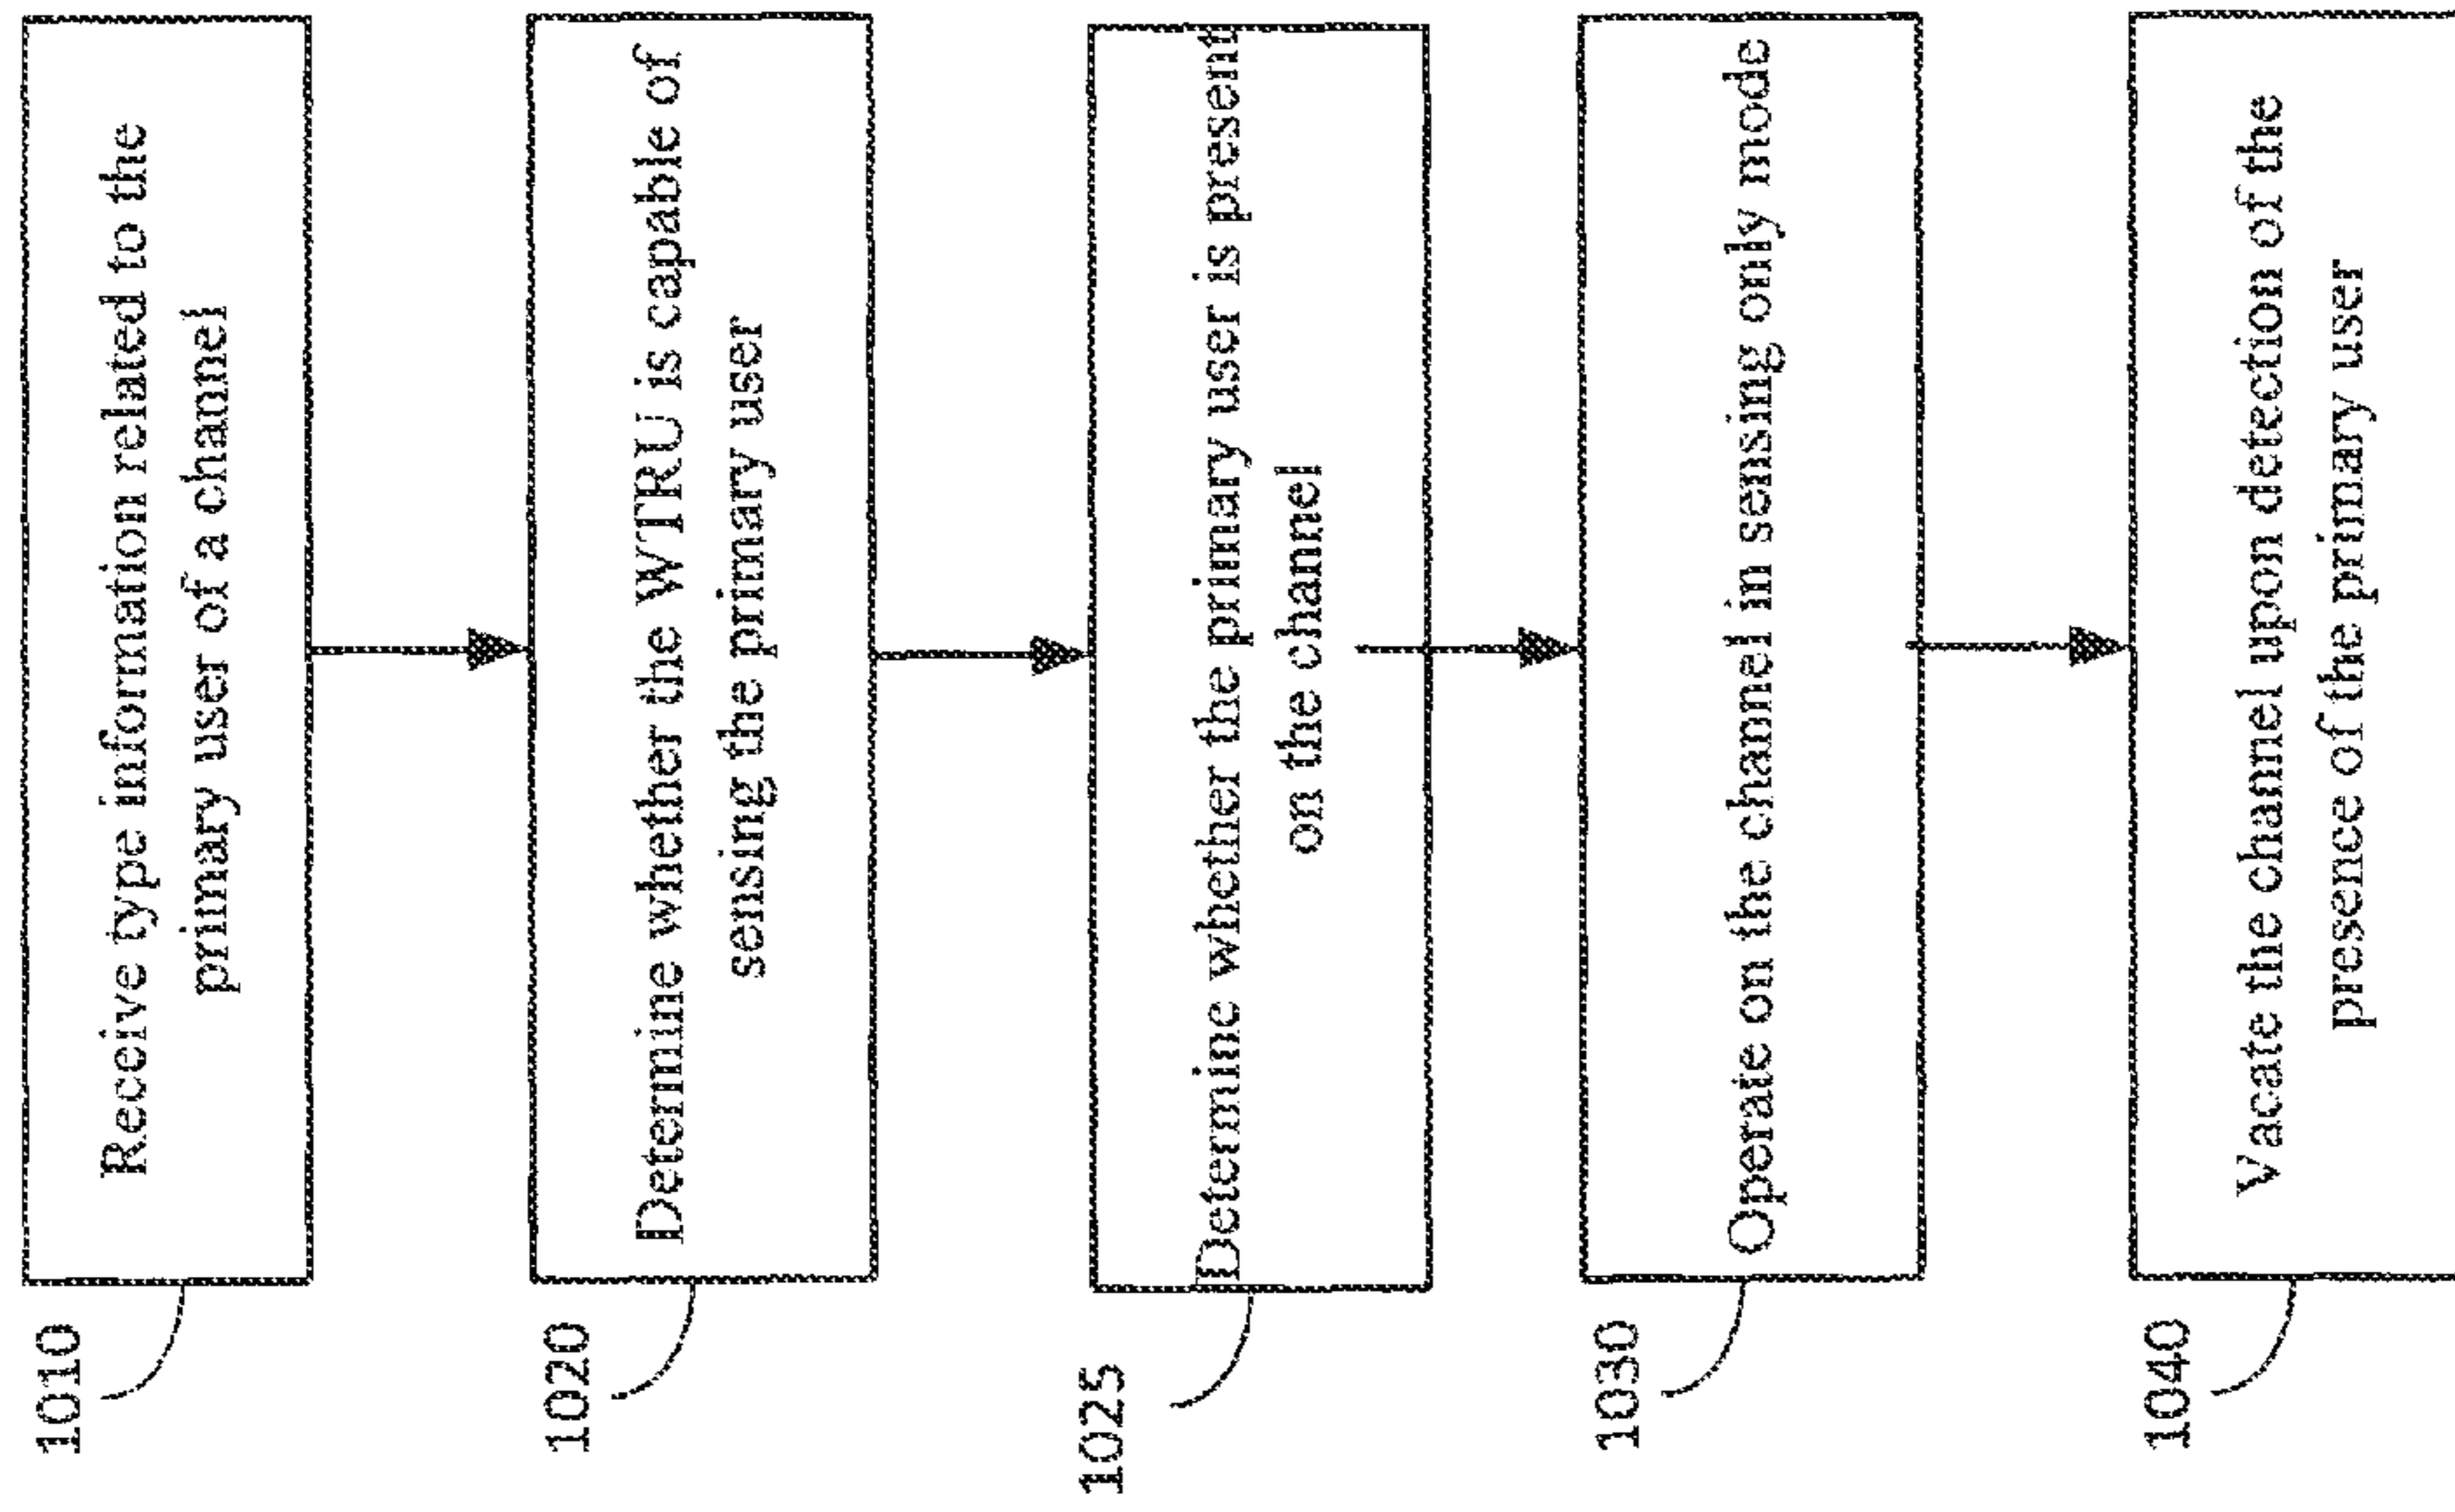 1010
Receive type information related to the
primary user of a channel
1020
Determine whether the WTRU is capable of
sensing the primary user
1025
Determine whether the primary user is present
on the channel
1030
Operate on the channel in sensing only mode
1040
Vacate the channel upon detection of the
presence of the primary user